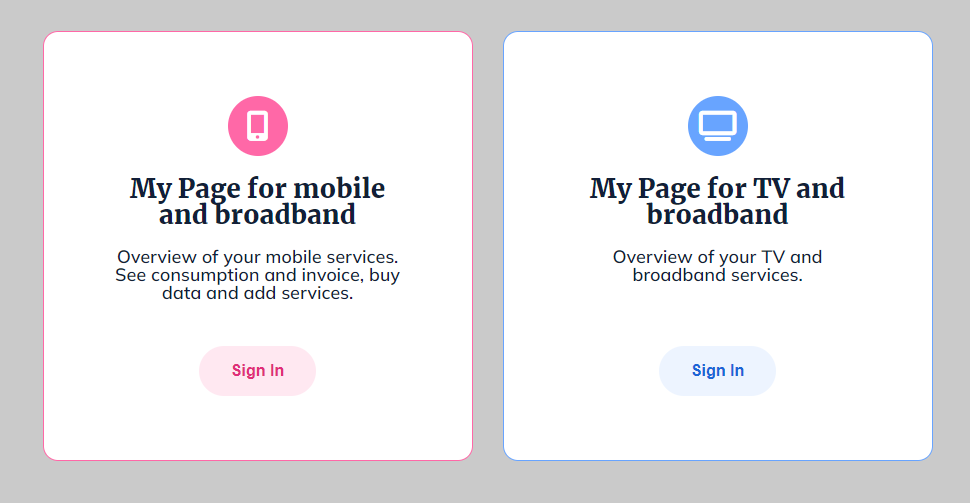 My Page for mobile
and broadband
Overview of your mobile services.
See consumption and invoice, buy
data and add services.
Sign In
My Page for TV and
broadband
Overview of your TV and
broadband services.
Sign In